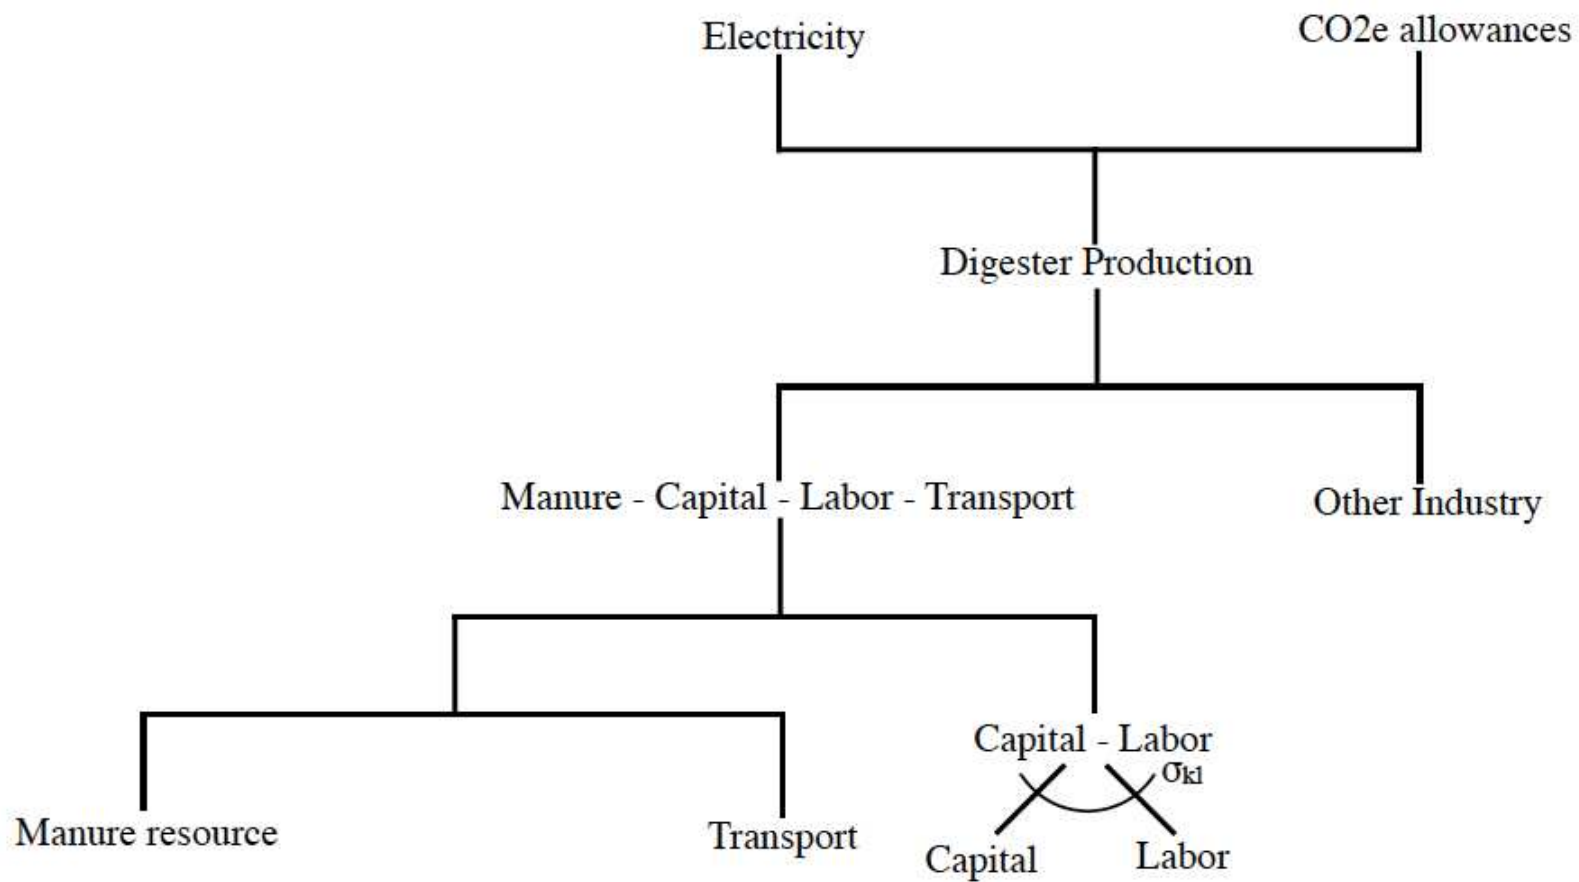 Electricity
CO2e allowances
Digester Production
Manure - Capital - Labor - Transport
Other Industry
Capital - Labor
σkl
Manure resource
Transport
Capital
Labor